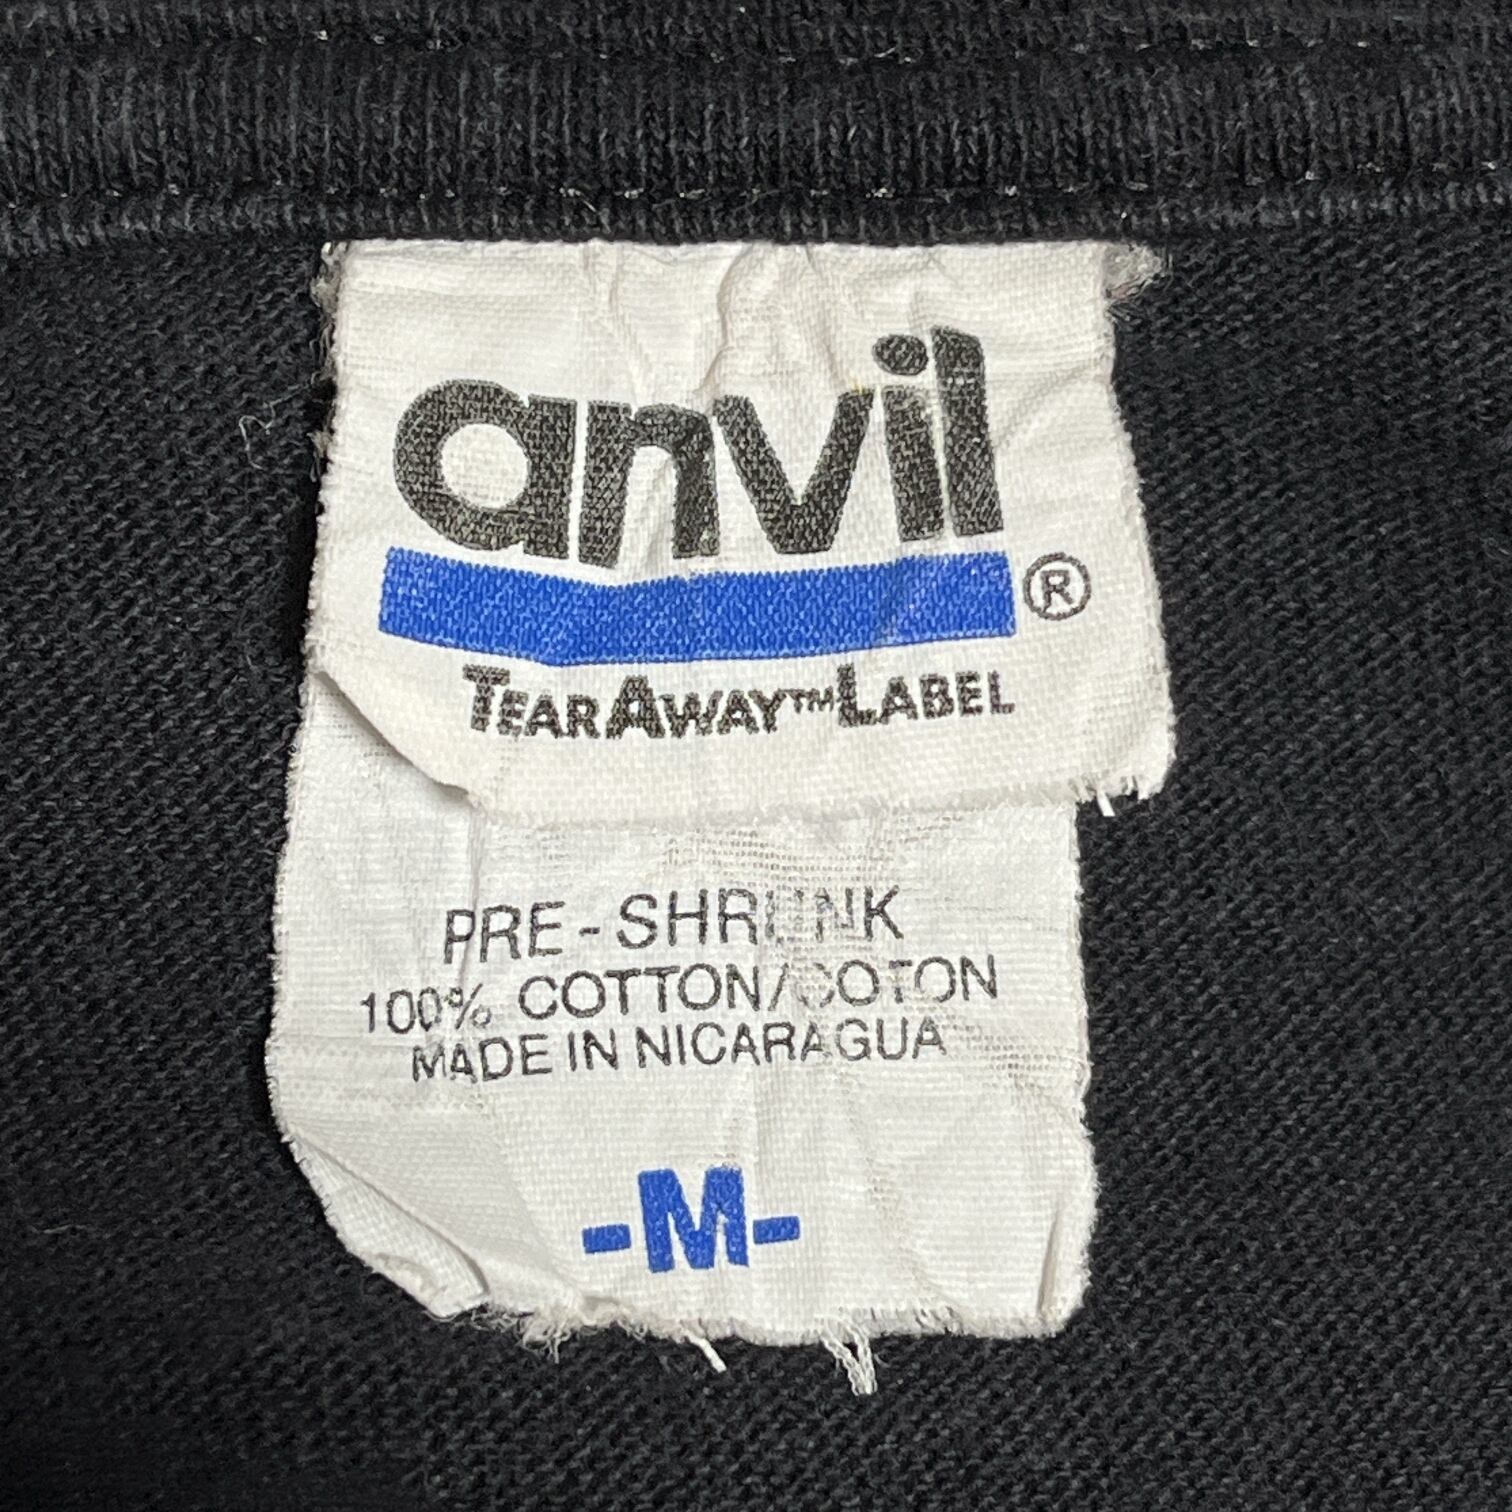 anvil
®
TEARAWAY™LABEL
PRE-SHRUNK
100% COTTON/COTON
MADE IN NICARAGUA
-M-